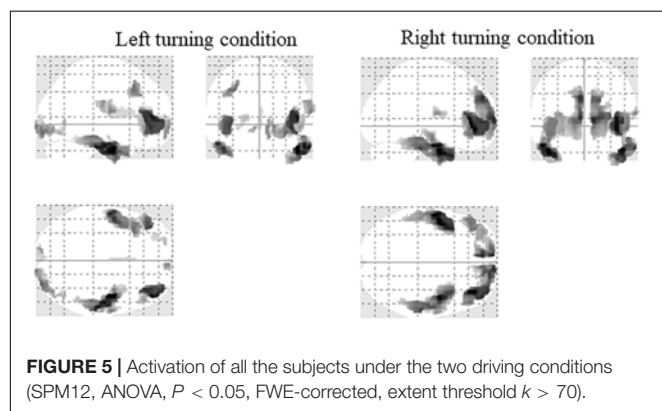 Left turning condition
Right turning condition
FIGURE 5 | Activation of all the subjects under the two driving conditions
(SPM12, ANOVA, P < 0.05, FWE-corrected, extent threshold k > 70).